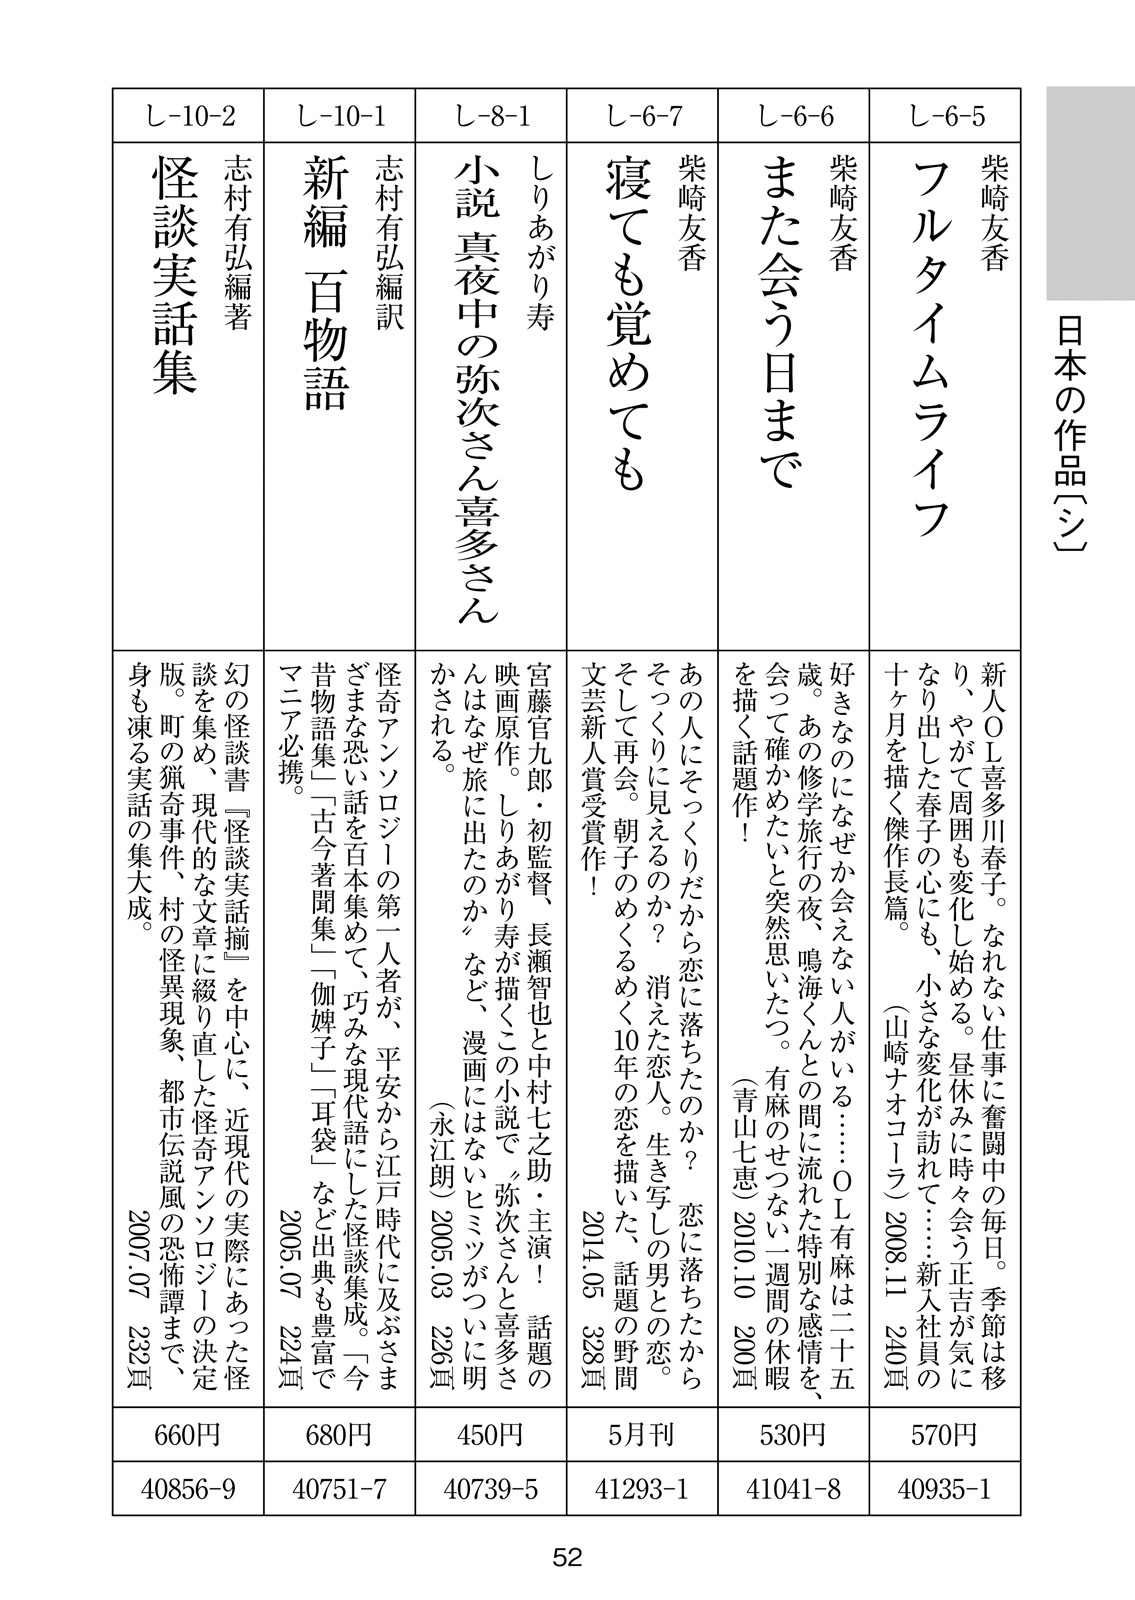 日本の作品〔シ〕
し-6-5
柴崎友香
フルタイムライフ
新人ＯＬ喜多川春子。なれない仕事に奮闘中の毎日。季節は移
り、やがて周囲も変化し始める。昼休みに時々会う正吉が気に
なり出した春子の心にも、小さな変化が訪れて……新入社員の
十ヶ月を描く傑作長篇。　（山崎ナオコーラ）2008.11　240頁
570円
40935-1
し-6-6
柴崎友香
また会う日まで
好きなのになぜか会えない人がいる……ＯＬ有麻は二十五
歳。あの修学旅行の夜、鳴海くんとの間に流れた特別な感情を、
会って確かめたいと突然思いたつ。有麻のせつない一週間の休暇
を描く話題作！　（青山七恵）2010.10　200頁
530円
41041-8
し-6-7
柴崎友香
寝ても覚めても
あの人にそっくりだから恋に落ちたのか？　恋に落ちたから
そっくりに見えるのか？　消えた恋人。生き写しの男との恋。
そして再会。朝子のめくるめく10年の恋を描いた、話題の野間
文芸新人賞受賞作！　2014.05　328頁
5月刊
41293-1
し-8-1
しりあがり寿
小説 真夜中の弥次さん喜多さん
宮藤官九郎・初監督、長瀬智也と中村七之助・主演！　話題の
映画原作。しりあがり寿が描くこの小説で〝弥次さんと喜多さ
んはなぜ旅に出たのか〟など、漫画にはないヒミツがついに明
かされる。　（永江朗）2005.03　226頁
450円
40739-5
し-10-1
志村有弘編訳
新編 百物語
怪奇アンソロジーの第一人者が、平安から江戸時代に及ぶさま
ざまな恐い話を百本集めて、巧みな現代語にした怪談集成。「今
昔物語集」「古今著聞集」「伽婢子」「耳袋」など出典も豊富で
マニア必携。　2005.07　224頁
680円
40751-7
し-10-2
志村有弘編著
怪談実話集
幻の怪談書『怪談実話揃』を中心に、近現代の実際にあった怪
談を集め、現代的な文章に綴り直した怪奇アンソロジーの決定
版。町の猟奇事件、村の怪異現象、都市伝説風の恐怖譚まで、
身も凍る実話の集大成。　2007.07　232頁
660円
40856-9
52